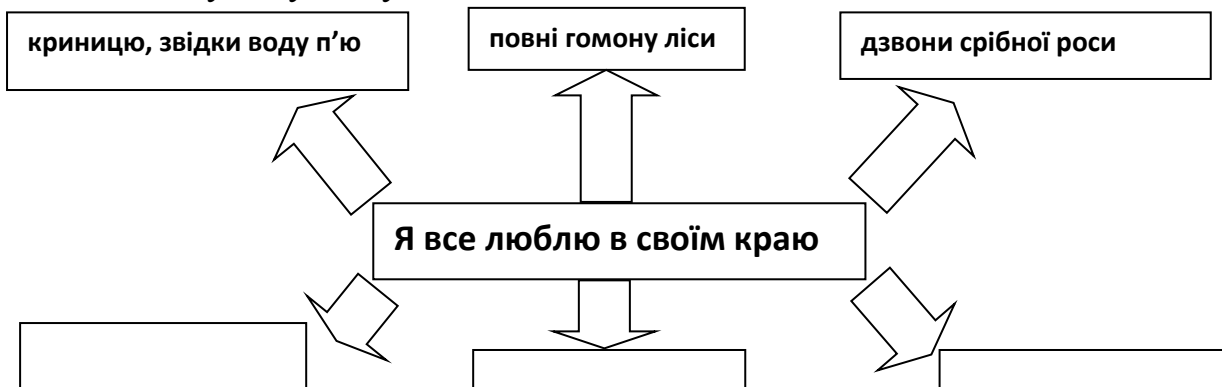 криницю, звідки воду п’ю
повні гомону ліси
дзвони срібної роси
Я все люблю в своїм краю